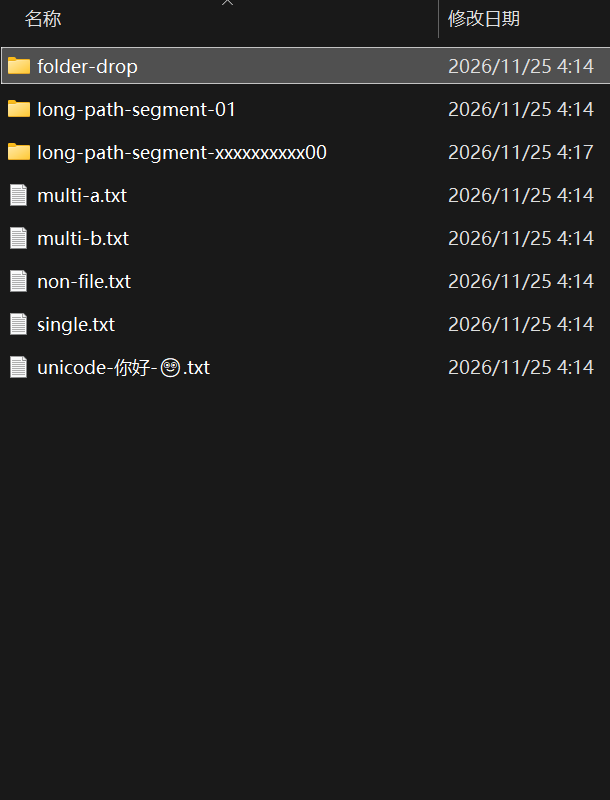 名称 修改日期
folder-drop 2026/11/25 4:14
long-path-segment-01 2026/11/25 4:14
long-path-segment-xxxxxxxxxx00 2026/11/25 4:17
multi-a.txt 2026/11/25 4:14
multi-b.txt 2026/11/25 4:14
non-file.txt 2026/11/25 4:14
single.txt 2026/11/25 4:14
unicode-你好-😳.txt 2026/11/25 4:14